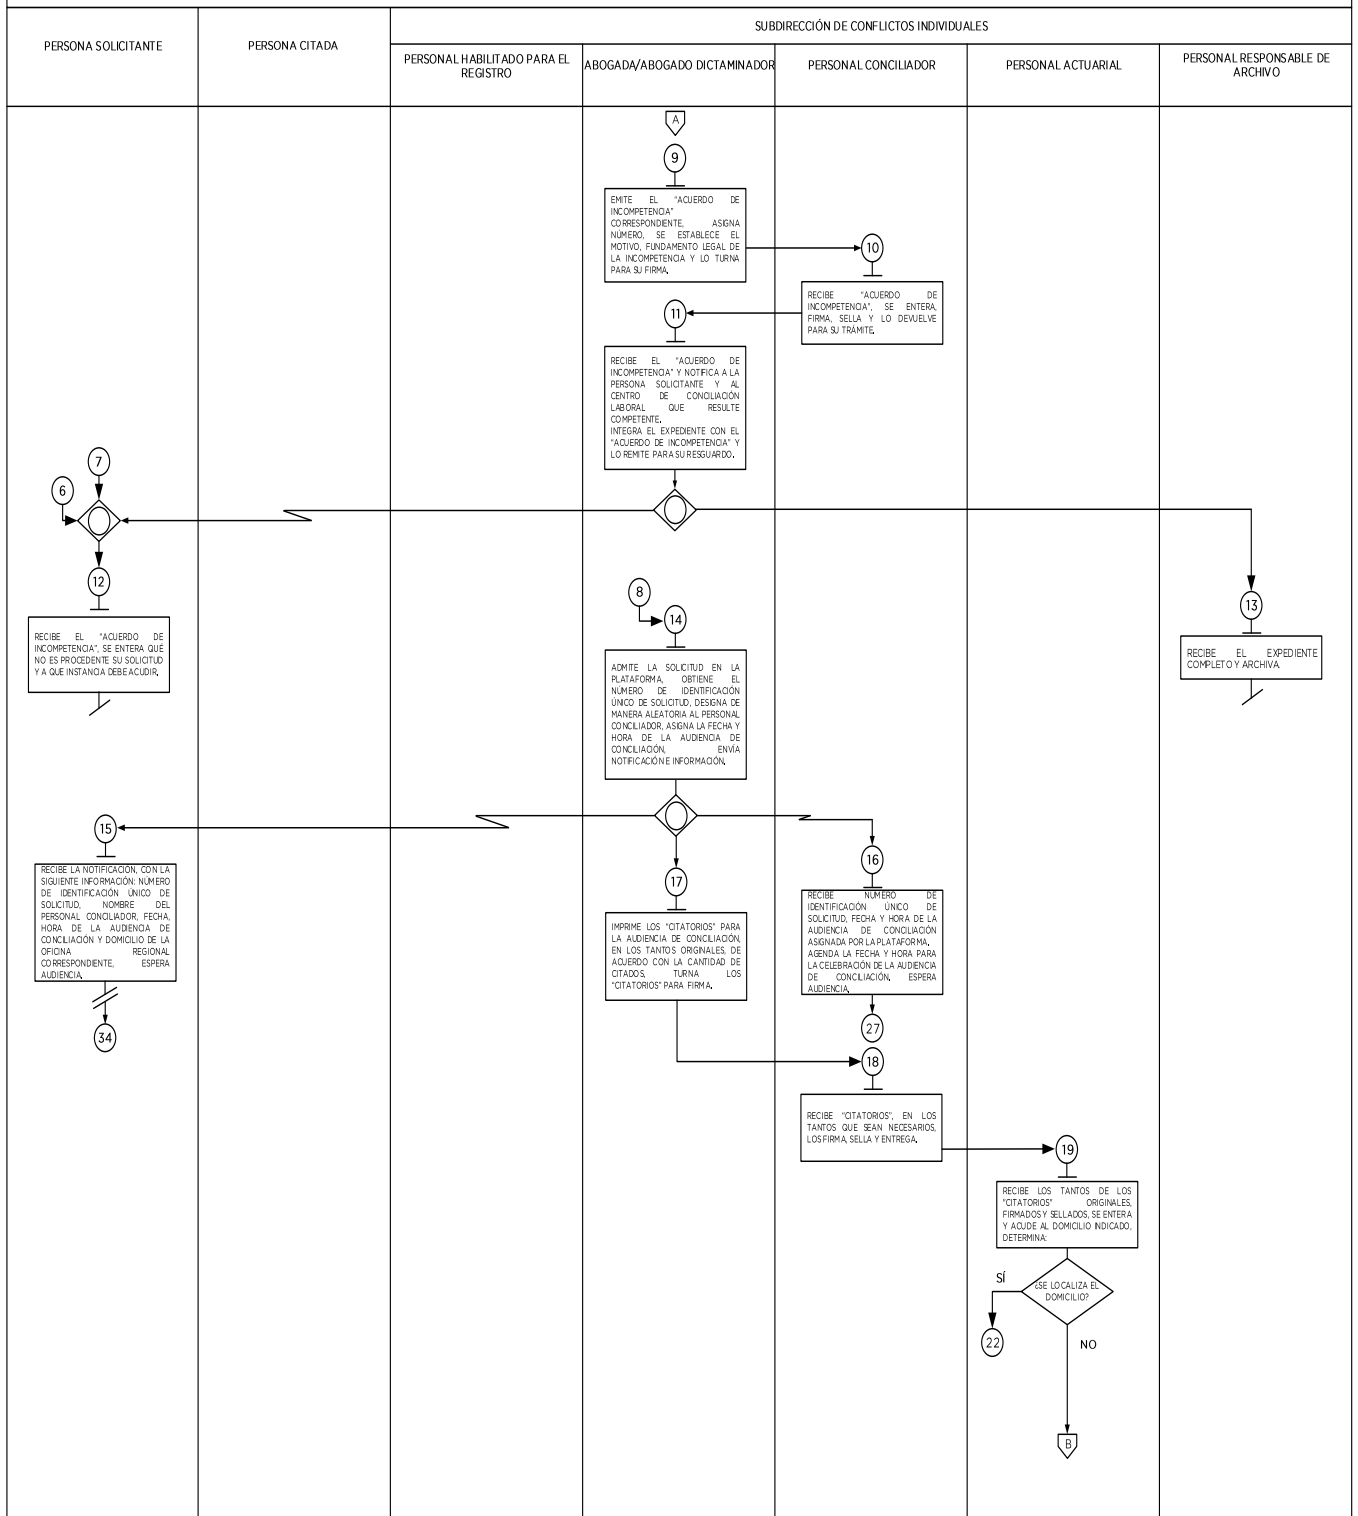 SUBDIRECCIÓN DE CONFLICTOS INDIVIDUALES
PERSONA SOLICITANTE
PERSONA CITADA
PERSONAL HABILITADO PARA EL
REGISTRO
ABOGADA/ABOGADO DICTAMINADOR
PERSONAL CONCILIADOR
PERSONAL ACTUARIAL
PERSONAL RESPONSABLE DE
ARCHIVO
A
9
EMITE EL "ACUERDO DE
INCOMPETENCIA"
CORRESPONDIENTE, ASIGNA
NÚMERO, SE ESTABLECE EL
MOTIVO, FUNDAMENTO LEGAL DE
LA INCOMPETENCIA Y LO TURNA
PARA SU FIRMA.
10
RECIBE "ACUERDO DE
INCOMPETENCIA", SE ENTERA,
FIRMA, SELLA Y LO DEVUELVE
PARA SU TRÁMITE.
11
RECIBE EL "ACUERDO DE
INCOMPETENCIA" Y NOTIFICA A LA
PERSONA SOLICITANTE Y AL
CENTRO DE CONCILIACIÓN
LABORAL QUE RESULTE
COMPETENTE.
INTEGRA EL EXPEDIENTE CON EL
"ACUERDO DE INCOMPETENCIA" Y
LO REMITE PARA SU RESGUARDO.
7
6
12
RECIBE EL "ACUERDO DE
INCOMPETENCIA", SE ENTERA QUÉ
NO ES PROCEDENTE SU SOLICITUD
Y A QUE INSTANCIA DEBE ACUDIR.
13
RECIBE EL EXPEDIENTE
COMPLETO Y ARCHIVA.
8
14
ADMITE LA SOLICITUD EN LA
PLATAFORMA, OBTIENE EL
NÚMERO DE IDENTIFICACIÓN
ÚNICO DE SOLICITUD, DESIGNA DE
MANERA ALEATORIA AL PERSONAL
CONCILIADOR, ASIGNA LA FECHA Y
HORA DE LA AUDIENCIA DE
CONCILIACIÓN, ENVÍA
NOTIFICACIÓN E INFORMACIÓN.
15
RECIBE LA NOTIFICACIÓN, CON LA
SIGUIENTE INFORMACIÓN: NÚMERO
DE IDENTIFICACIÓN ÚNICO DE
SOLICITUD, NOMBRE DEL
PERSONAL CONCILIADOR, FECHA,
HORA DE LA AUDIENCIA DE
CONCILIACIÓN Y DOMICILIO DE LA
OFICINA REGIONAL
CORRESPONDIENTE, ESPERA
AUDIENCIA.
34
16
RECIBE NÚMERO DE
IDENTIFICACIÓN ÚNICO DE
SOLICITUD, FECHA Y HORA DE LA
AUDIENCIA DE CONCILIACIÓN
ASIGNADA POR LA PLATAFORMA.
AGENDA LA FECHA Y HORA PARA
LA CELEBRACIÓN DE LA AUDIENCIA
DE CONCILIACIÓN. ESPERA
AUDIENCIA.
27
17
IMPRIME LOS "CITATORIOS" PARA
LA AUDIENCIA DE CONCILIACIÓN,
EN LOS TANTOS ORIGINALES, DE
ACUERDO CON LA CANTIDAD DE
CITADOS, TURNA LOS
"CITATORIOS" PARA FIRMA.
18
RECIBE "CITATORIOS", EN LOS
TANTOS QUE SEAN NECESARIOS,
LOS FIRMA, SELLA Y ENTREGA.
19
RECIBE LOS TANTOS DE LOS
"CITATORIOS" ORIGINALES,
FIRMADOS Y SELLADOS, SE ENTERA
Y ACUDE AL DOMICILIO INDICADO,
DETERMINA:
¿SE LOCALIZA EL
DOMICILIO?
SÍ
22
NO
B